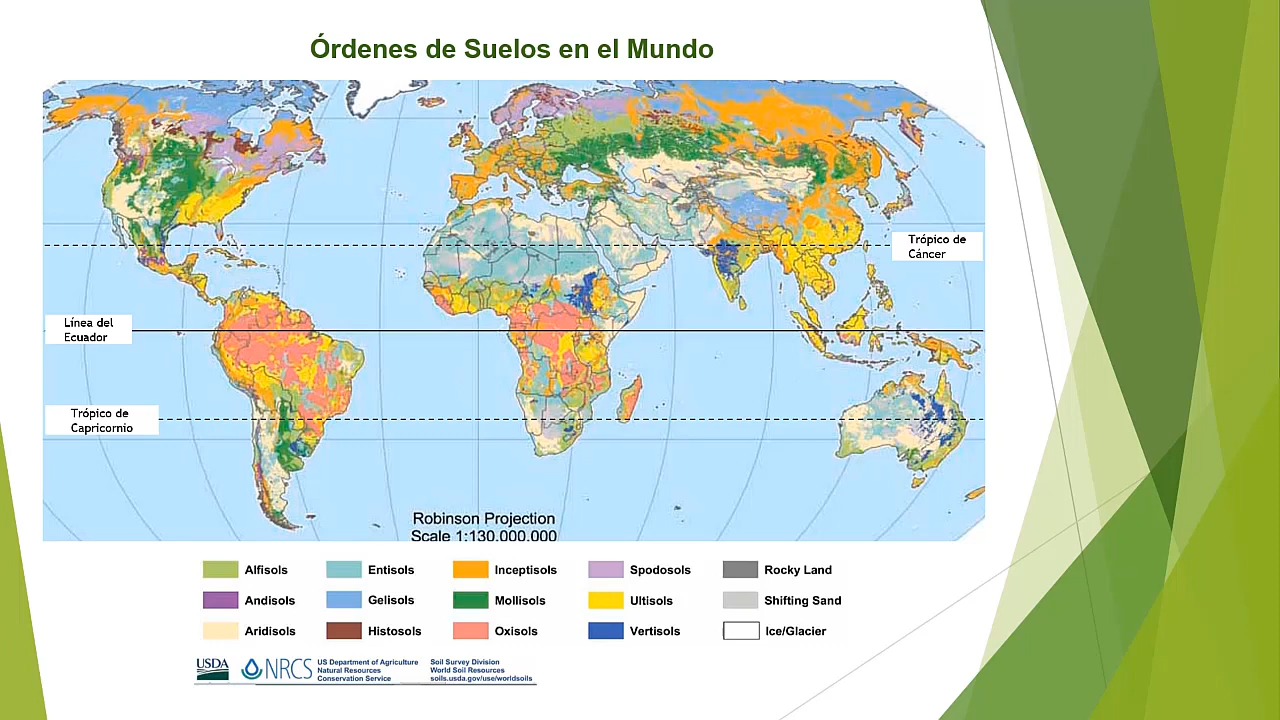 Órdenes de Suelos en el Mundo
Trópico de
Cáncer
Línea del
Ecuador
Trópico de
Capricornio
Robinson Projection
Scale 1:130,000,000
Alfisols
Entisols
Inceptisols
Spodosols
Rocky Land
Andisols
Gelisols
Mollisols
Ultisols
Shifting Sand
Aridisols
Histosols
Oxisols
Vertisols
Ice/Glacier
USDA
NRCS
US Department of Agriculture
Natural Resources
Conservation Service
Soil Survey Division
World Soil Resources
soils.usda.gov/use/worldsoils